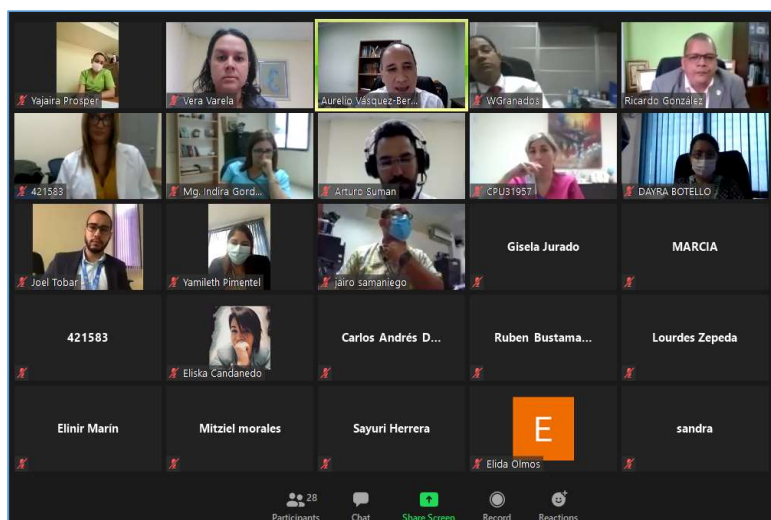 Yajaira Prosper
Vera Varela
Aurelio Vásquez-Ber...
WGranados
Ricardo González
421583
Mg. Indira Gord...
Arturo Suman
CPU31957
DAYRA BOTELLO
Joel Tobar
Yamileth Pimentel
jairo samaniego
Gisela Jurado
MARCIA
421583
Eliska Candanedo
Carlos Andrés D...
Ruben Bustama...
Lourdes Zepeda
Elinir Marín
Mitziel morales
Sayuri Herrera
E
Elida Olmos
sandra
28
Participants
Chat
Share Screen
Record
Reactions